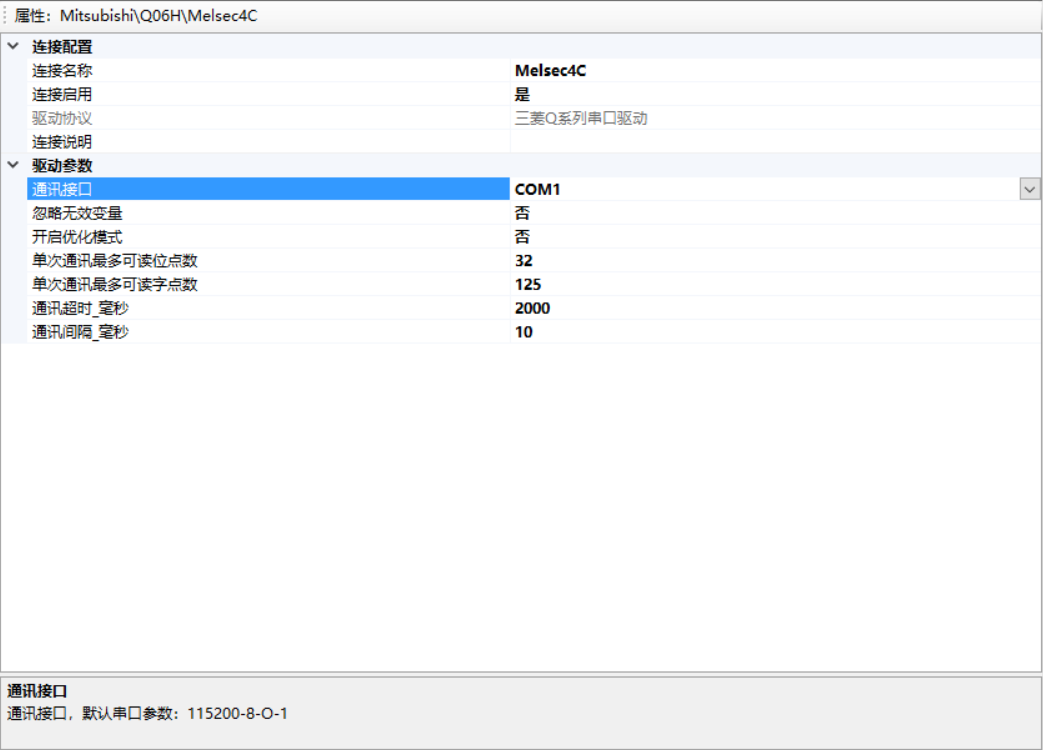 属性：Mitsubishi\Q06H\Melsec4C
连接配置
连接名称 Melsec4C
连接启用 是
驱动协议 三菱Q系列串口驱动
连接说明
驱动参数
通讯接口 COM1
忽略无效变量 否
开启优化模式 否
单次通讯最多可读位点数 32
单次通讯最多可读字点数 125
通讯超时_毫秒 2000
通讯间隔_毫秒 10
通讯接口
通讯接口，默认串口参数：115200-8-O-1